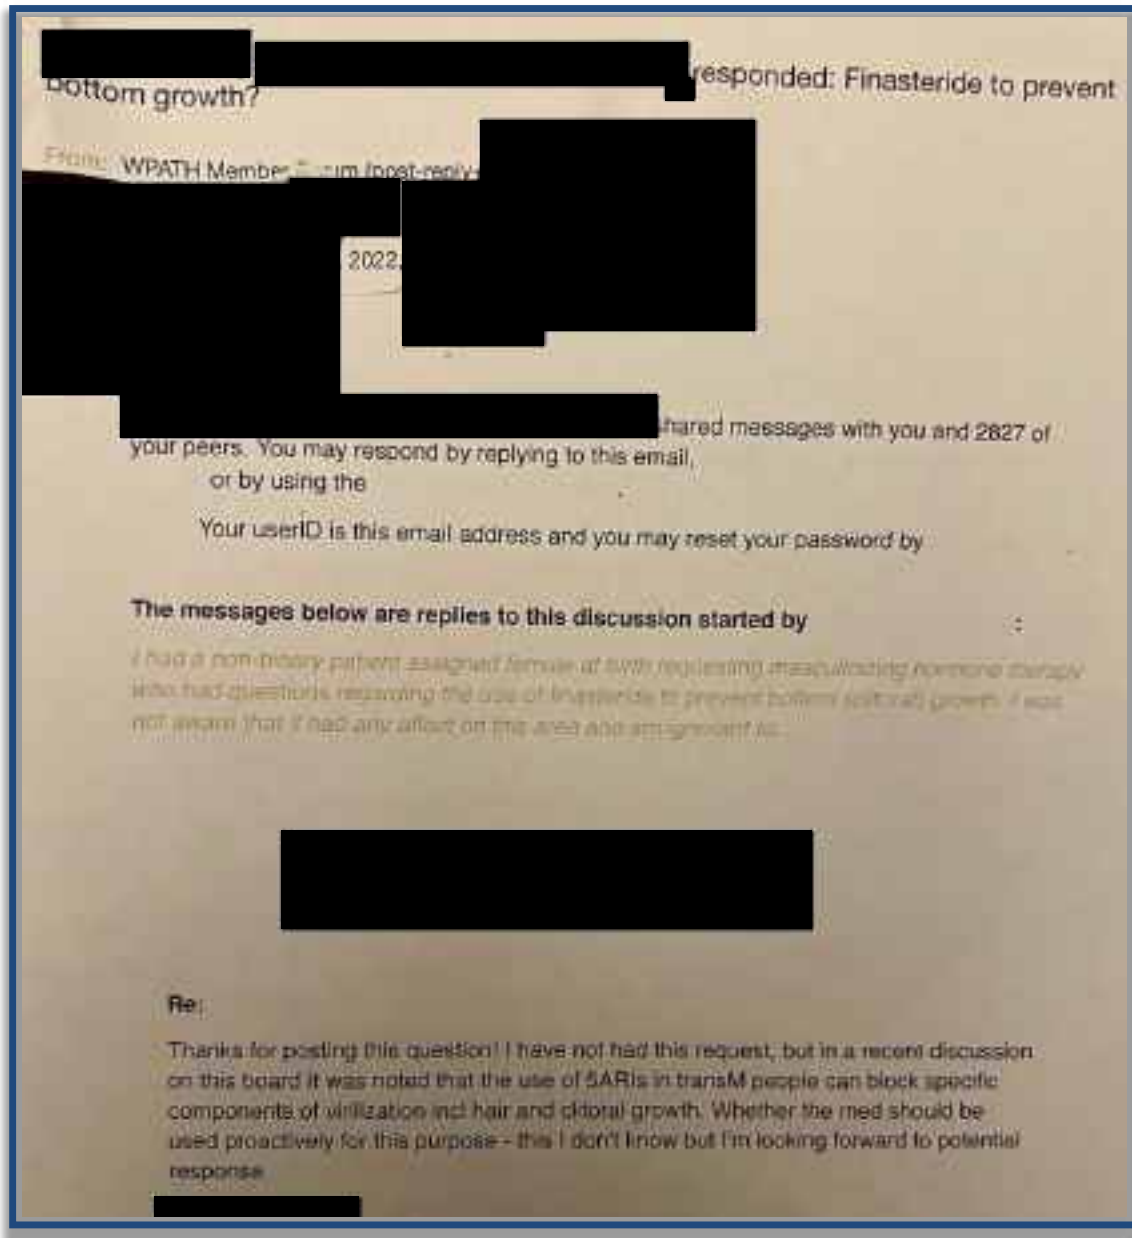 responded: Finasteride to prevent
bottom growth?
From: WPATH Member post-reply-
2022,
shared messages with you and 2827 of
your peers. You may respond by replying to this email,
or by using the
Your userID is this email address and you may reset your password by
The messages below are replies to this discussion started by :
I had a non-binary patient assigned female at birth requesting masculinizing hormone therapy
who had questions regarding the use of finasteride to prevent bottom (clitoral) growth. I was
not aware that it had any affect on this area and am
Re:
Thanks for posting this question! I have not had this request, but in a recent discussion
on this board it was noted that the use of 5ARIs in transM people can block specific
components of virilization incl hair and clitoral growth. Whether the med should be
used proactively for this purpose - this I don't know but I'm looking forward to potential
response